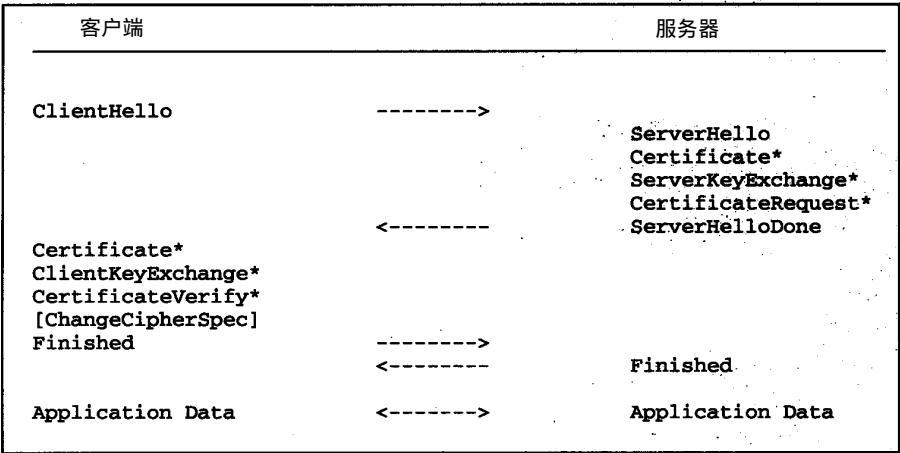 客户端 服务器
ClientHello -------->
ServerHello
Certificate*
ServerKeyExchange*
CertificateRequest*
<-------- ServerHelloDone
Certificate*
ClientKeyExchange*
CertificateVerify*
[ChangeCipherSpec]
Finished -------->
<-------- Finished
Application Data <-------> Application Data